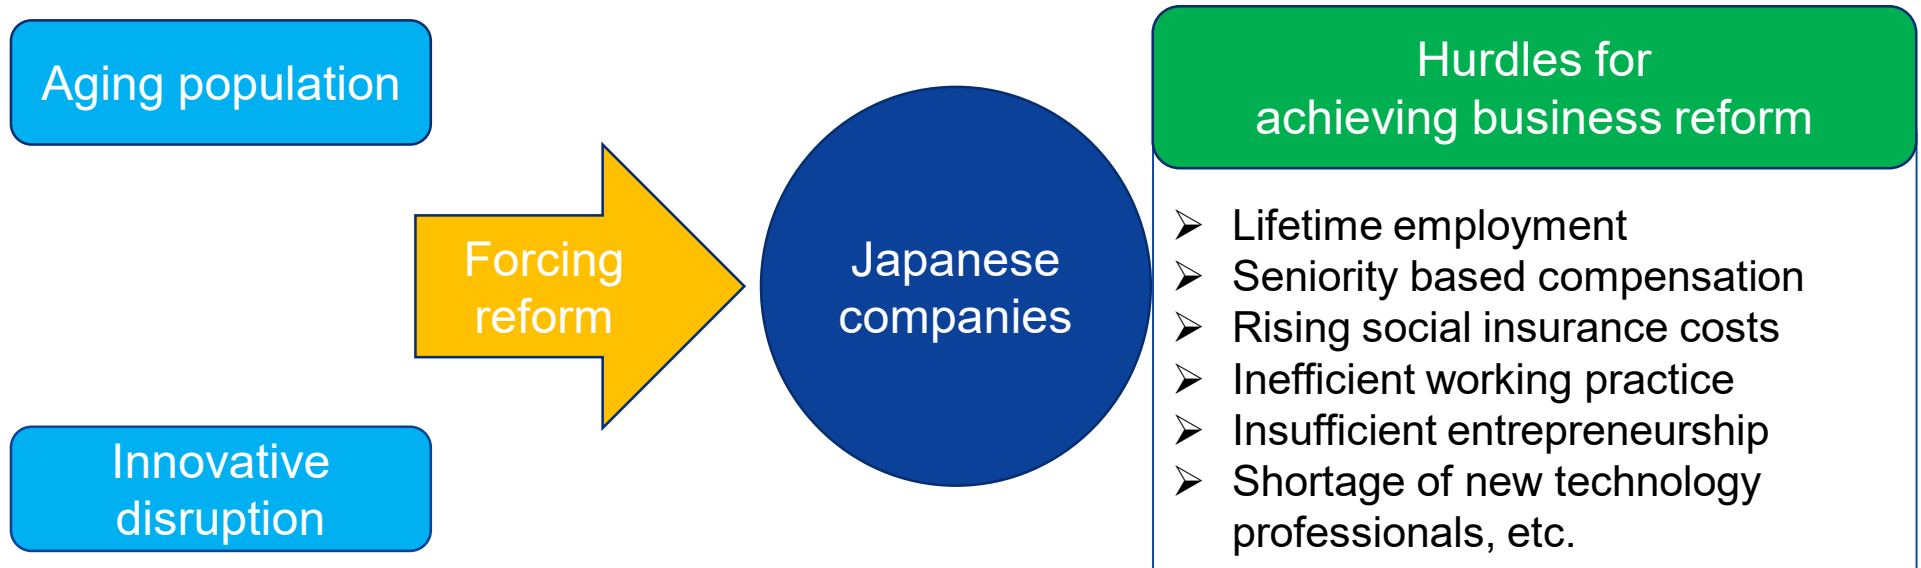 Aging population
Innovative
disruption
Forcing
reform
Japanese
companies
Hurdles for
achieving business reform
➢ Lifetime employment
➢ Seniority based compensation
➢ Rising social insurance costs
➢ Inefficient working practice
➢ Insufficient entrepreneurship
➢ Shortage of new technology
professionals, etc.